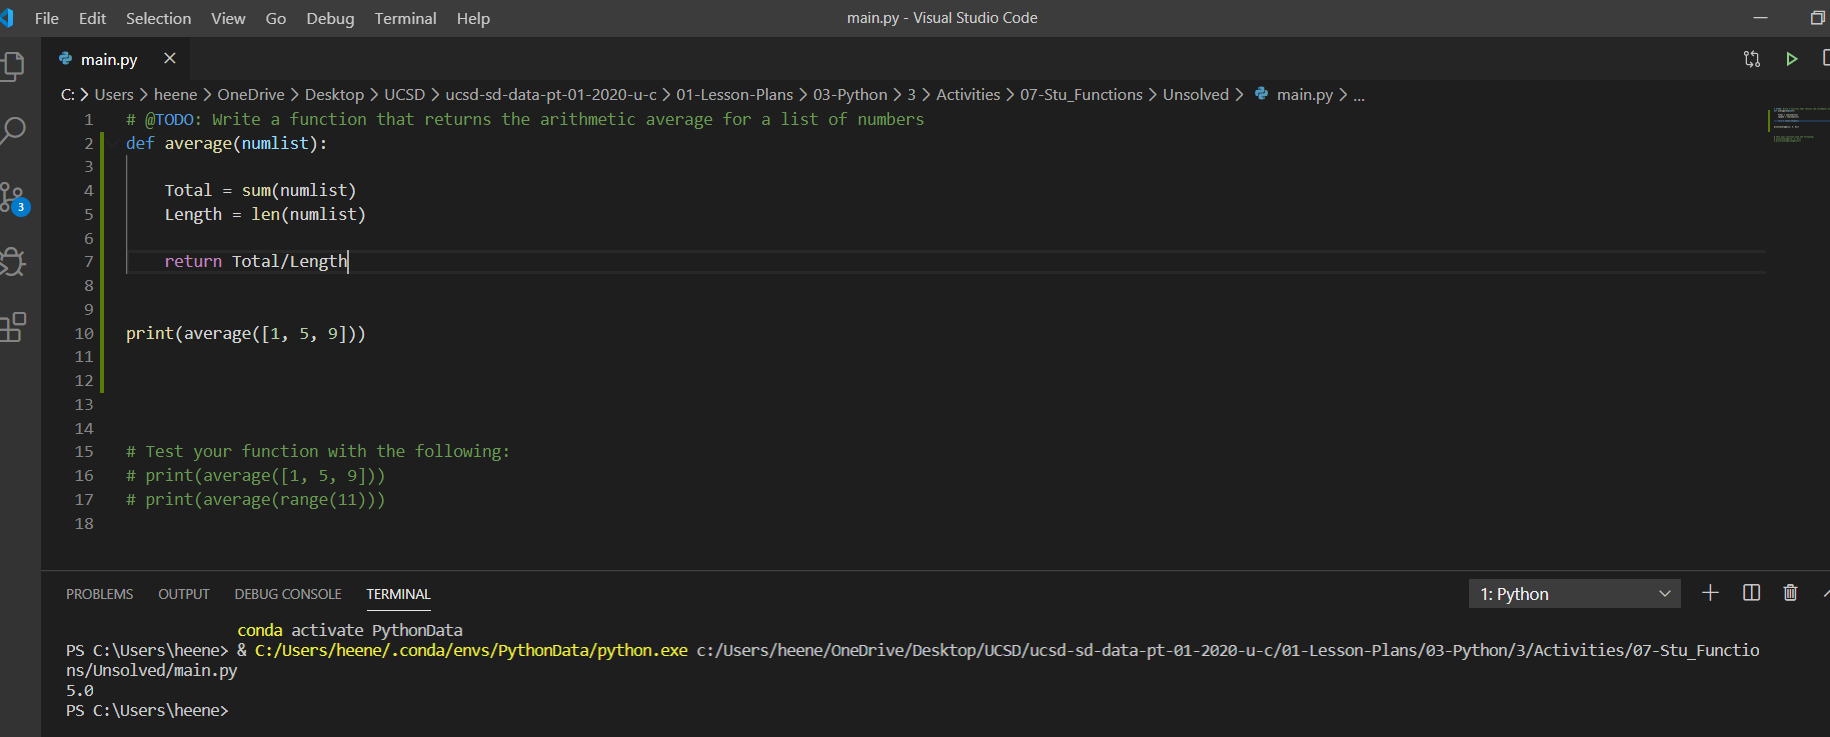 File Edit Selection View Go Debug Terminal Help
main.py - Visual Studio Code
main.py
C: > Users > heene > OneDrive > Desktop > UCSD > ucsd-sd-data-pt-01-2020-u-c > 01-Lesson-Plans > 03-Python > 3 > Activities > 07-Stu_Functions > Unsolved > main.py > ...
1 # @TODO: Write a function that returns the arithmetic average for a list of numbers
2 def average(numlist):
3
4     Total = sum(numlist)
5     Length = len(numlist)
6
7     return Total/Length
8
9
10 print(average([1, 5, 9]))
11
12
13
14
15 # Test your function with the following:
16 # print(average([1, 5, 9]))
17 # print(average(range(11)))
18
3
PROBLEMS OUTPUT DEBUG CONSOLE TERMINAL
1: Python
conda activate PythonData
PS C:\Users\heene> & C:/Users/heene/.conda/envs/PythonData/python.exe c:/Users/heene/OneDrive/Desktop/UCSD/ucsd-sd-data-pt-01-2020-u-c/01-Lesson-Plans/03-Python/3/Activities/07-Stu_Functio
ns/Unsolved/main.py
5.0
PS C:\Users\heene>